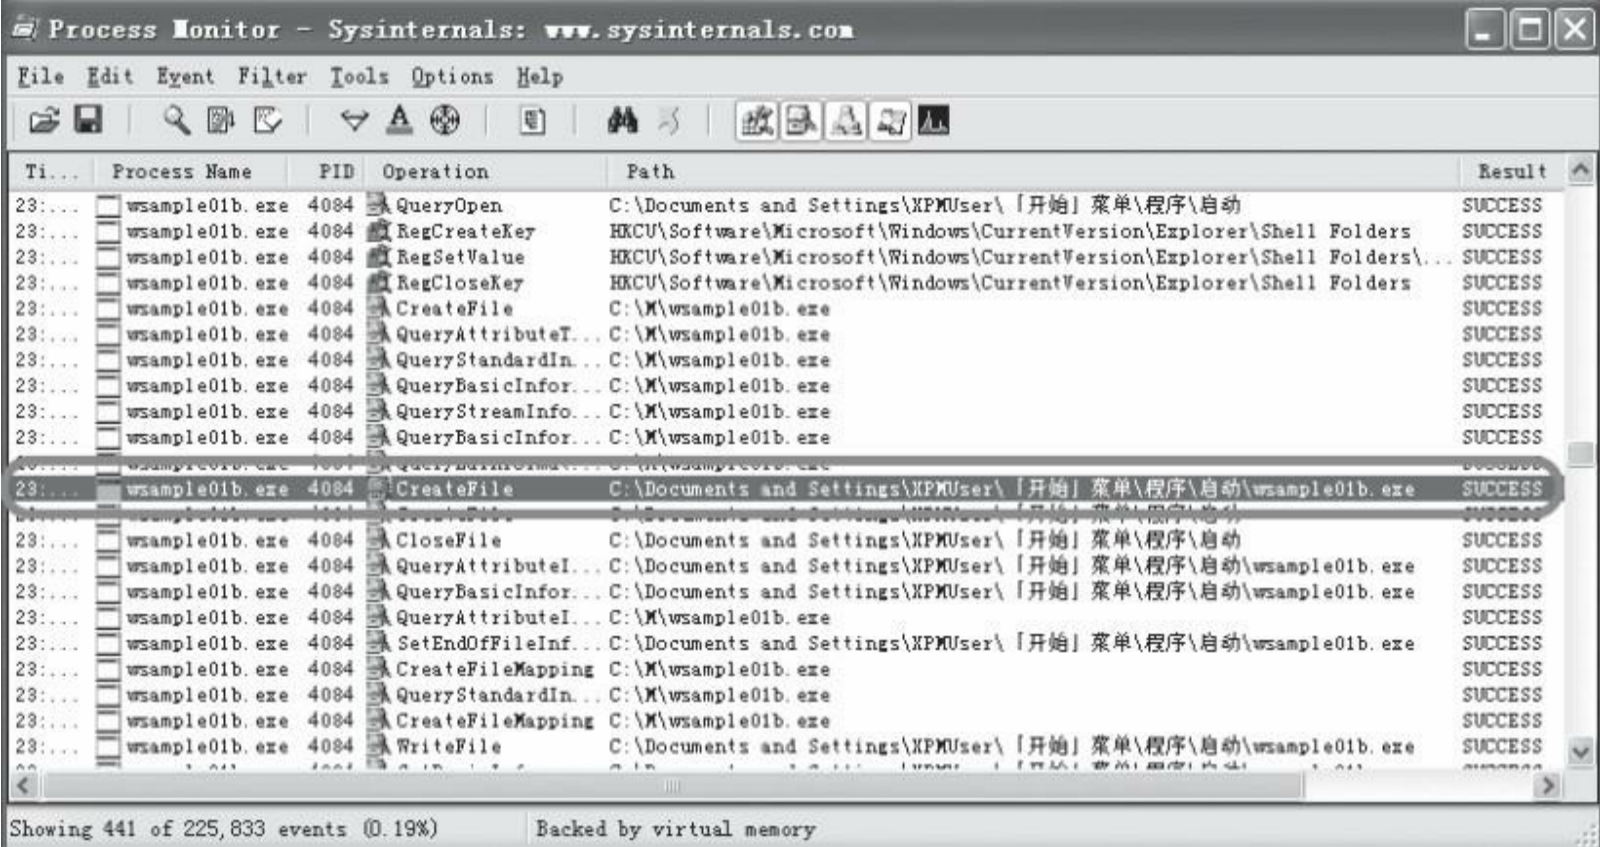 Process Monitor - Sysinternals: www.sysinternals.com
File Edit Event Filter Tools Options Help
Ti... Process Name PID Operation Path Result
23:... wsample01b.exe 4084 QueryOpen C:\Documents and Settings\XPMUser\「开始」菜单\程序\启动 SUCCESS
23:... wsample01b.exe 4084 RegCreateKey HKCU\Software\Microsoft\Windows\CurrentVersion\Explorer\Shell Folders SUCCESS
23:... wsample01b.exe 4084 RegSetValue HKCU\Software\Microsoft\Windows\CurrentVersion\Explorer\Shell Folders\... SUCCESS
23:... wsample01b.exe 4084 RegCloseKey HKCU\Software\Microsoft\Windows\CurrentVersion\Explorer\Shell Folders SUCCESS
23:... wsample01b.exe 4084 CreateFile C:\M\wsample01b.exe SUCCESS
23:... wsample01b.exe 4084 QueryAttributeT... C:\M\wsample01b.exe SUCCESS
23:... wsample01b.exe 4084 QueryStandardIn... C:\M\wsample01b.exe SUCCESS
23:... wsample01b.exe 4084 QueryBasicInfor... C:\M\wsample01b.exe SUCCESS
23:... wsample01b.exe 4084 QueryStreamInfo... C:\M\wsample01b.exe SUCCESS
23:... wsample01b.exe 4084 QueryBasicInfor... C:\M\wsample01b.exe SUCCESS
23:... wsample01b.exe 4084 CreateFile C:\Documents and Settings\XPMUser\「开始」菜单\程序\启动\wsample01b.exe SUCCESS
23:... wsample01b.exe 4084 CloseFile C:\Documents and Settings\XPMUser\「开始」菜单\程序\启动 SUCCESS
23:... wsample01b.exe 4084 QueryAttributeI... C:\Documents and Settings\XPMUser\「开始」菜单\程序\启动\wsample01b.exe SUCCESS
23:... wsample01b.exe 4084 QueryBasicInfor... C:\Documents and Settings\XPMUser\「开始」菜单\程序\启动\wsample01b.exe SUCCESS
23:... wsample01b.exe 4084 QueryAttributeI... C:\M\wsample01b.exe SUCCESS
23:... wsample01b.exe 4084 SetEndOfFileInf... C:\Documents and Settings\XPMUser\「开始」菜单\程序\启动\wsample01b.exe SUCCESS
23:... wsample01b.exe 4084 CreateFileMapping C:\M\wsample01b.exe SUCCESS
23:... wsample01b.exe 4084 QueryStandardIn... C:\M\wsample01b.exe SUCCESS
23:... wsample01b.exe 4084 CreateFileMapping C:\M\wsample01b.exe SUCCESS
23:... wsample01b.exe 4084 WriteFile C:\Documents and Settings\XPMUser\「开始」菜单\程序\启动\wsample01b.exe SUCCESS
Showing 441 of 225,833 events (0.19%) Backed by virtual memory